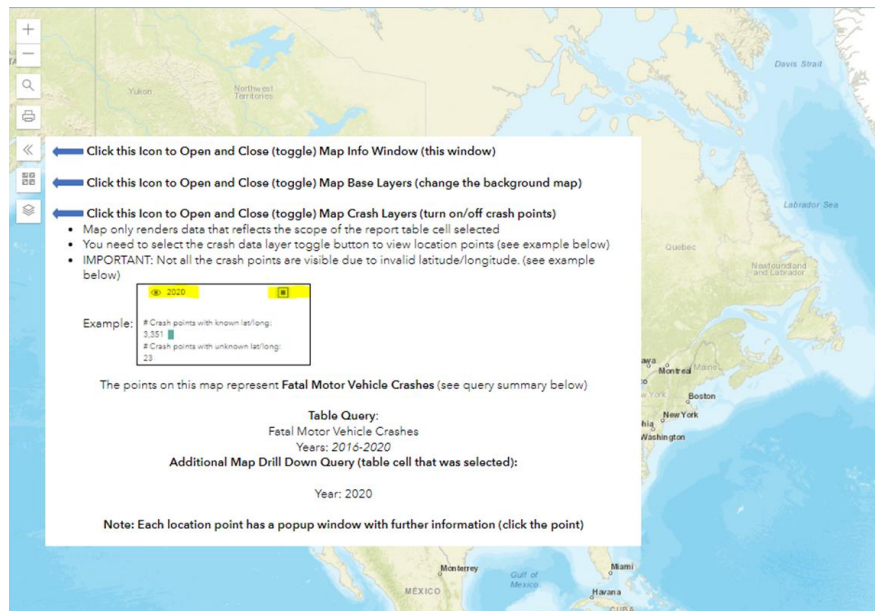 Davis Strait
Yukon
Northwest
Territories
Click this Icon to Open and Close (toggle) Map Info Window (this window)
Click this Icon to Open and Close (toggle) Map Base Layers (change the background map)
Click this Icon to Open and Close (toggle) Map Crash Layers (turn on/off crash points)
• Map only renders data that reflects the scope of the report table cell selected
• You need to select the crash data layer toggle button to view location points (see example below)
• IMPORTANT: Not all the crash points are visible due to invalid latitude/longitude. (see example
below)
2020
Example:
# Crash points with known lat/long:
3,351
# Crash points with unknown lat/long:
23
The points on this map represent Fatal Motor Vehicle Crashes (see query summary below)
Table Query:
Fatal Motor Vehicle Crashes
Years: 2016-2020
Additional Map Drill Down Query (table cell that was selected):
Year: 2020
Note: Each location point has a popup window with further information (click the point)
Labrador Sea
Quebec
Newfoundland
and Labrador
awa
Montreal
Maine
to
w York
Boston
New York
hia
Washington
Monterrey
Gulf of
Mexico
Miami
MÉXICO
Havana
CUBA